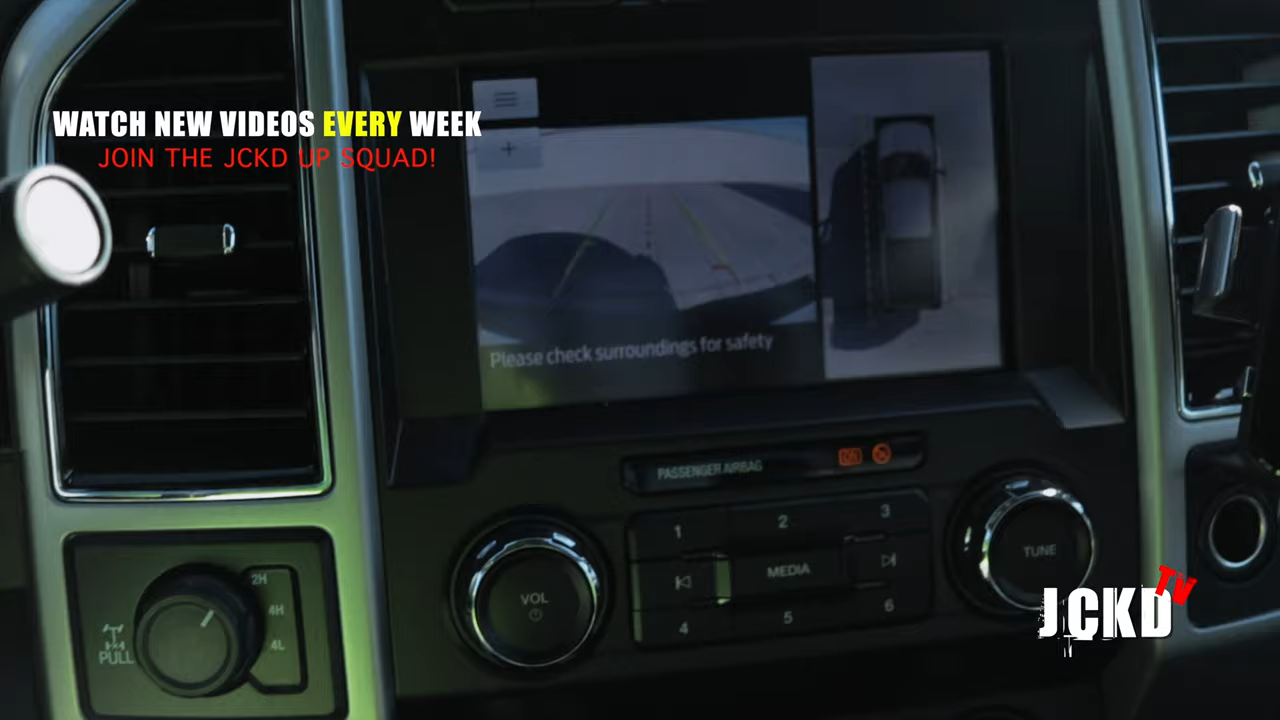 WATCH NEW VIDEOS EVERY WEEK
JOIN THE JCKD UP SQUAD!
Please check surroundings for safety
PASSENGER AIRBAG
OFF
1 2 3
MEDIA
4 5 6
VOL
TUNE
2H
4H
4L
PULL
JCKD TV